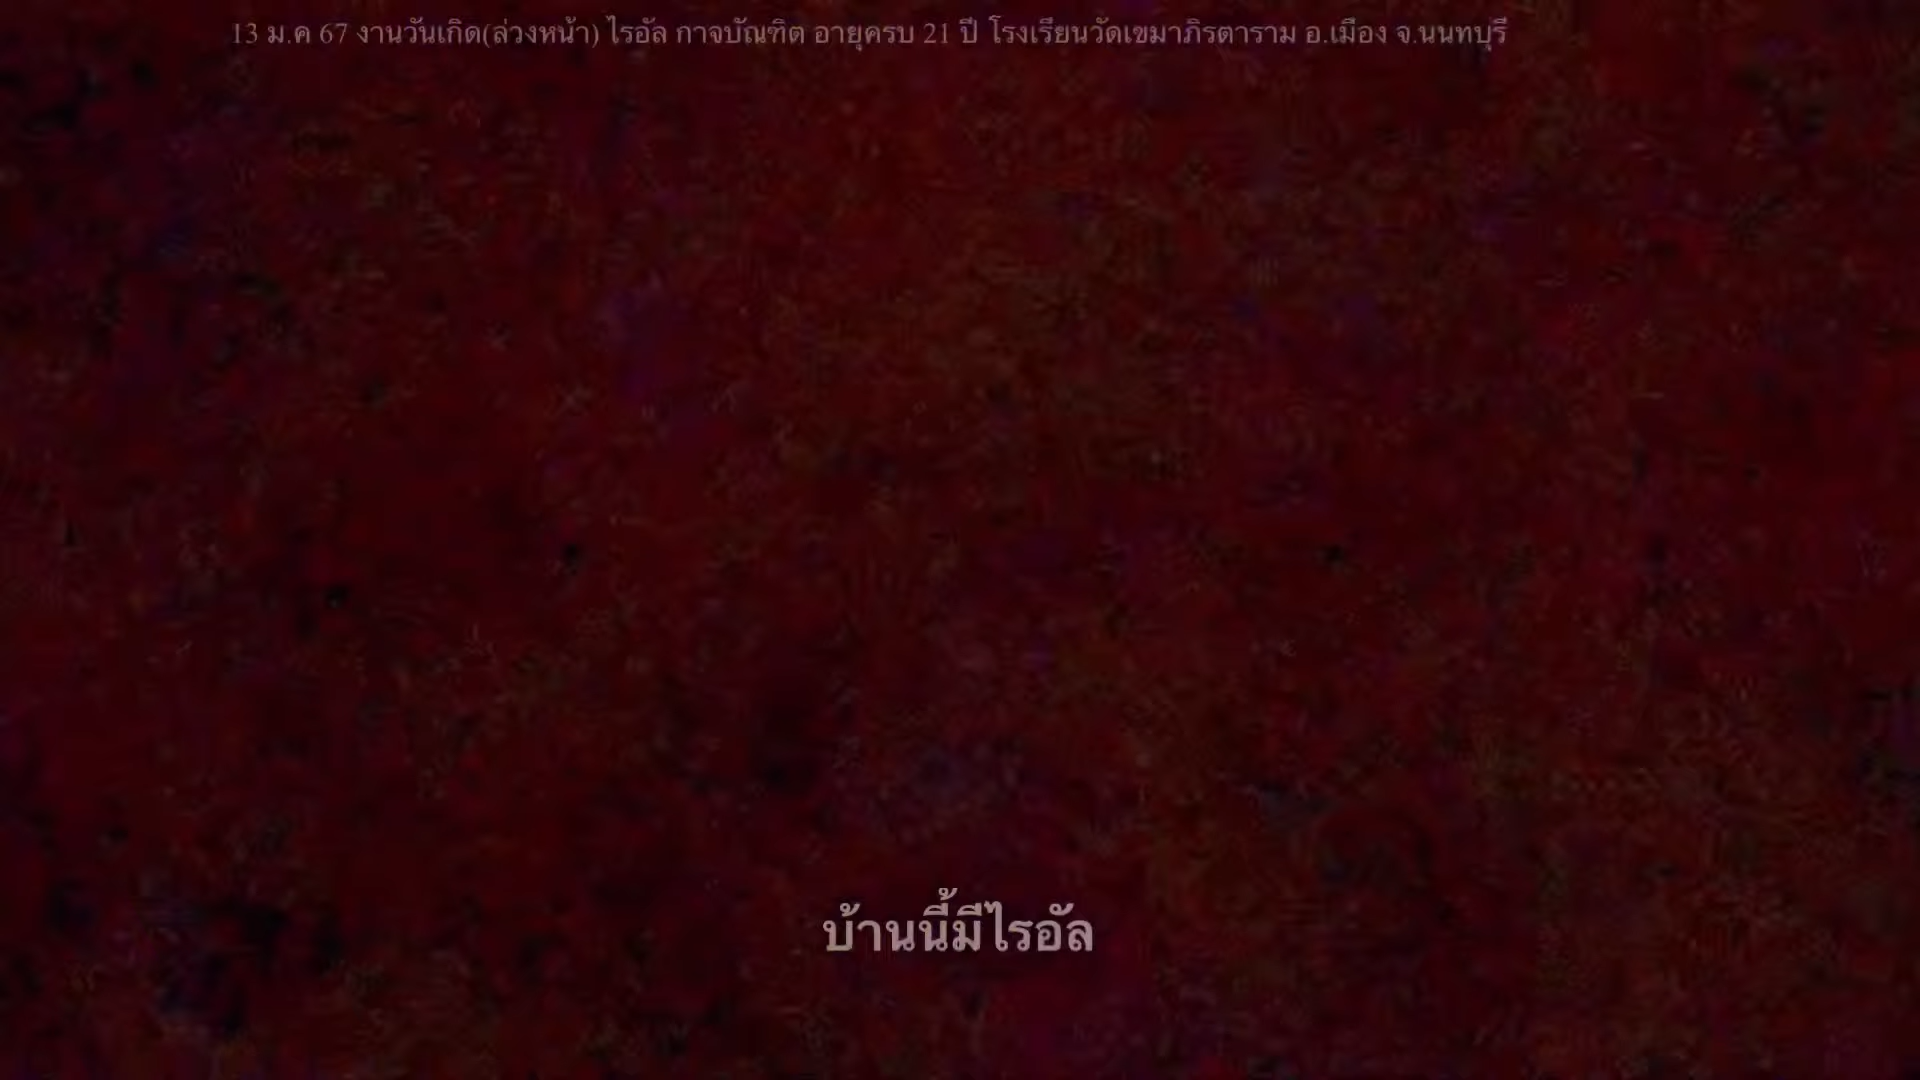 13 ม.ค 67 งานวันเกิด(ล่วงหน้า) ไรอัล กาจบัณฑิต อายุครบ 21 ปี โรงเรียนวัดเขมาภิรตาราม อ.เมือง จ.นนทบุรี
บ้านนี้มีไรอัล